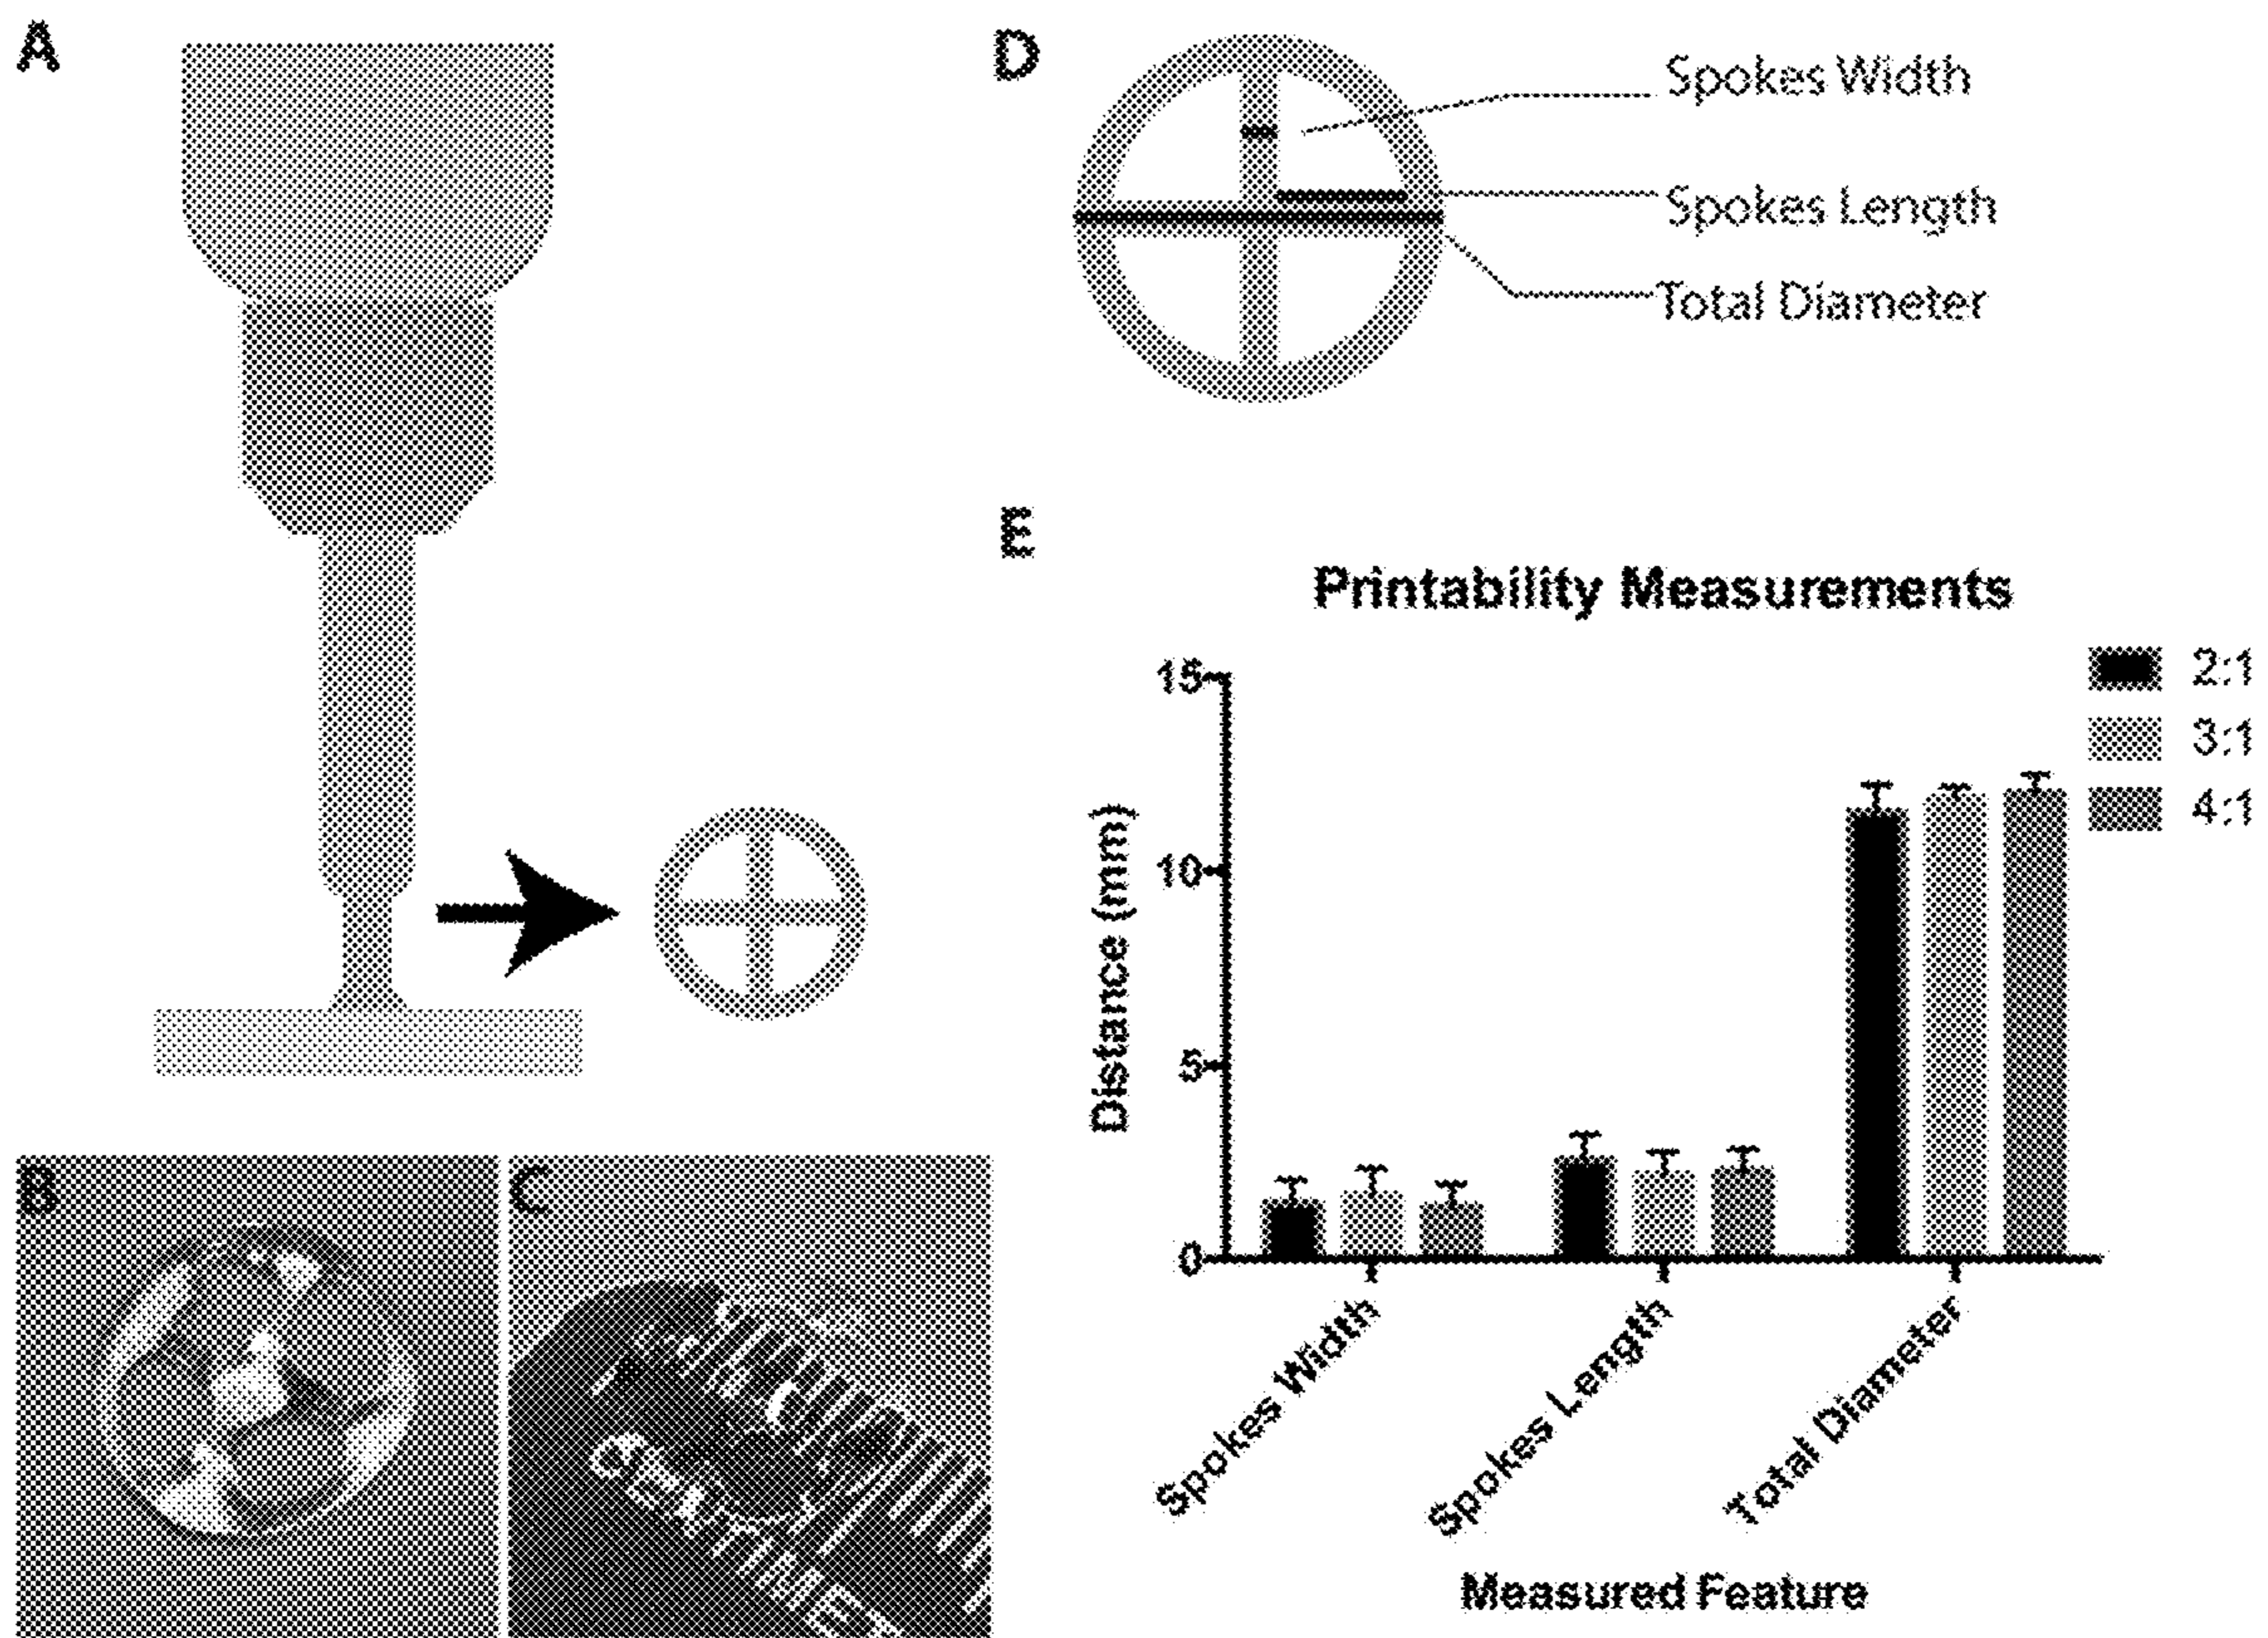 A
D
Spokes Width
Spokes Length
Total Diameter
E
Printability Measurements
2:1
3:1
4:1
15
10
5
0
Distance (mm)
Spokes Width
Spokes Length
Total Diameter
Measured Feature
B
C